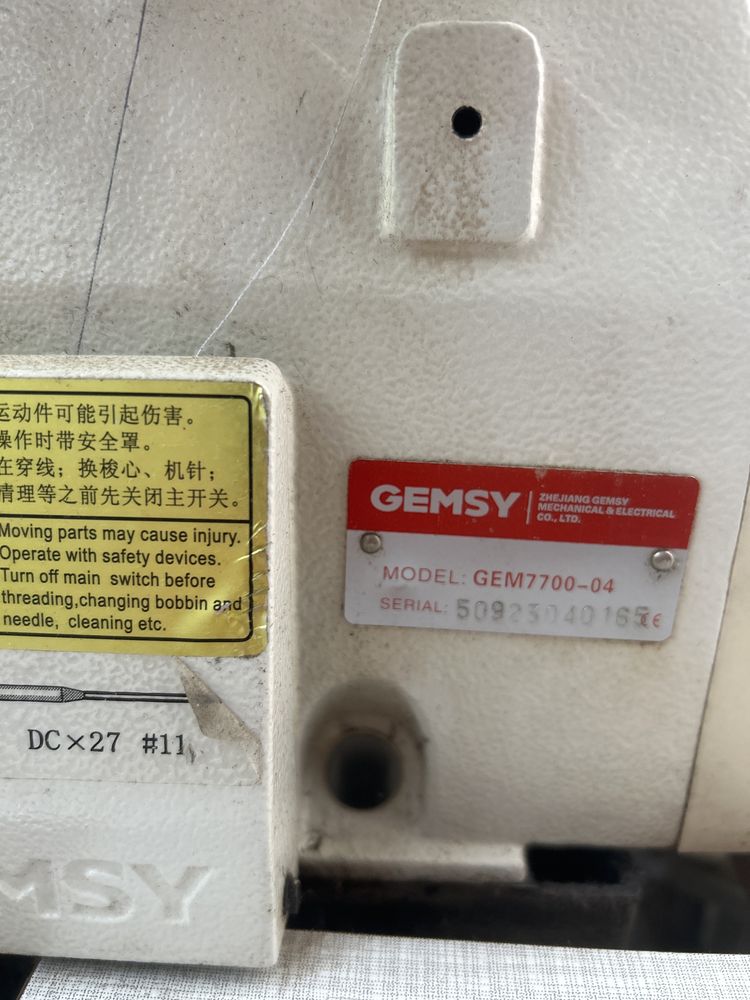 运动件可能引起伤害。
操作时带安全罩。
在穿线；换梭心、机针；
清理等之前先关闭主开关。
Moving parts may cause injury.
Operate with safety devices.
Turn off main switch before
threading,changing bobbin and
needle, cleaning etc.
DC×27 #11
MSY
GEMSY
ZHEJIANG GEMSY
MECHANICAL & ELECTRICAL
CO., LTD.
MODEL: GEM7700-04
SERIAL: 50923040165 CE